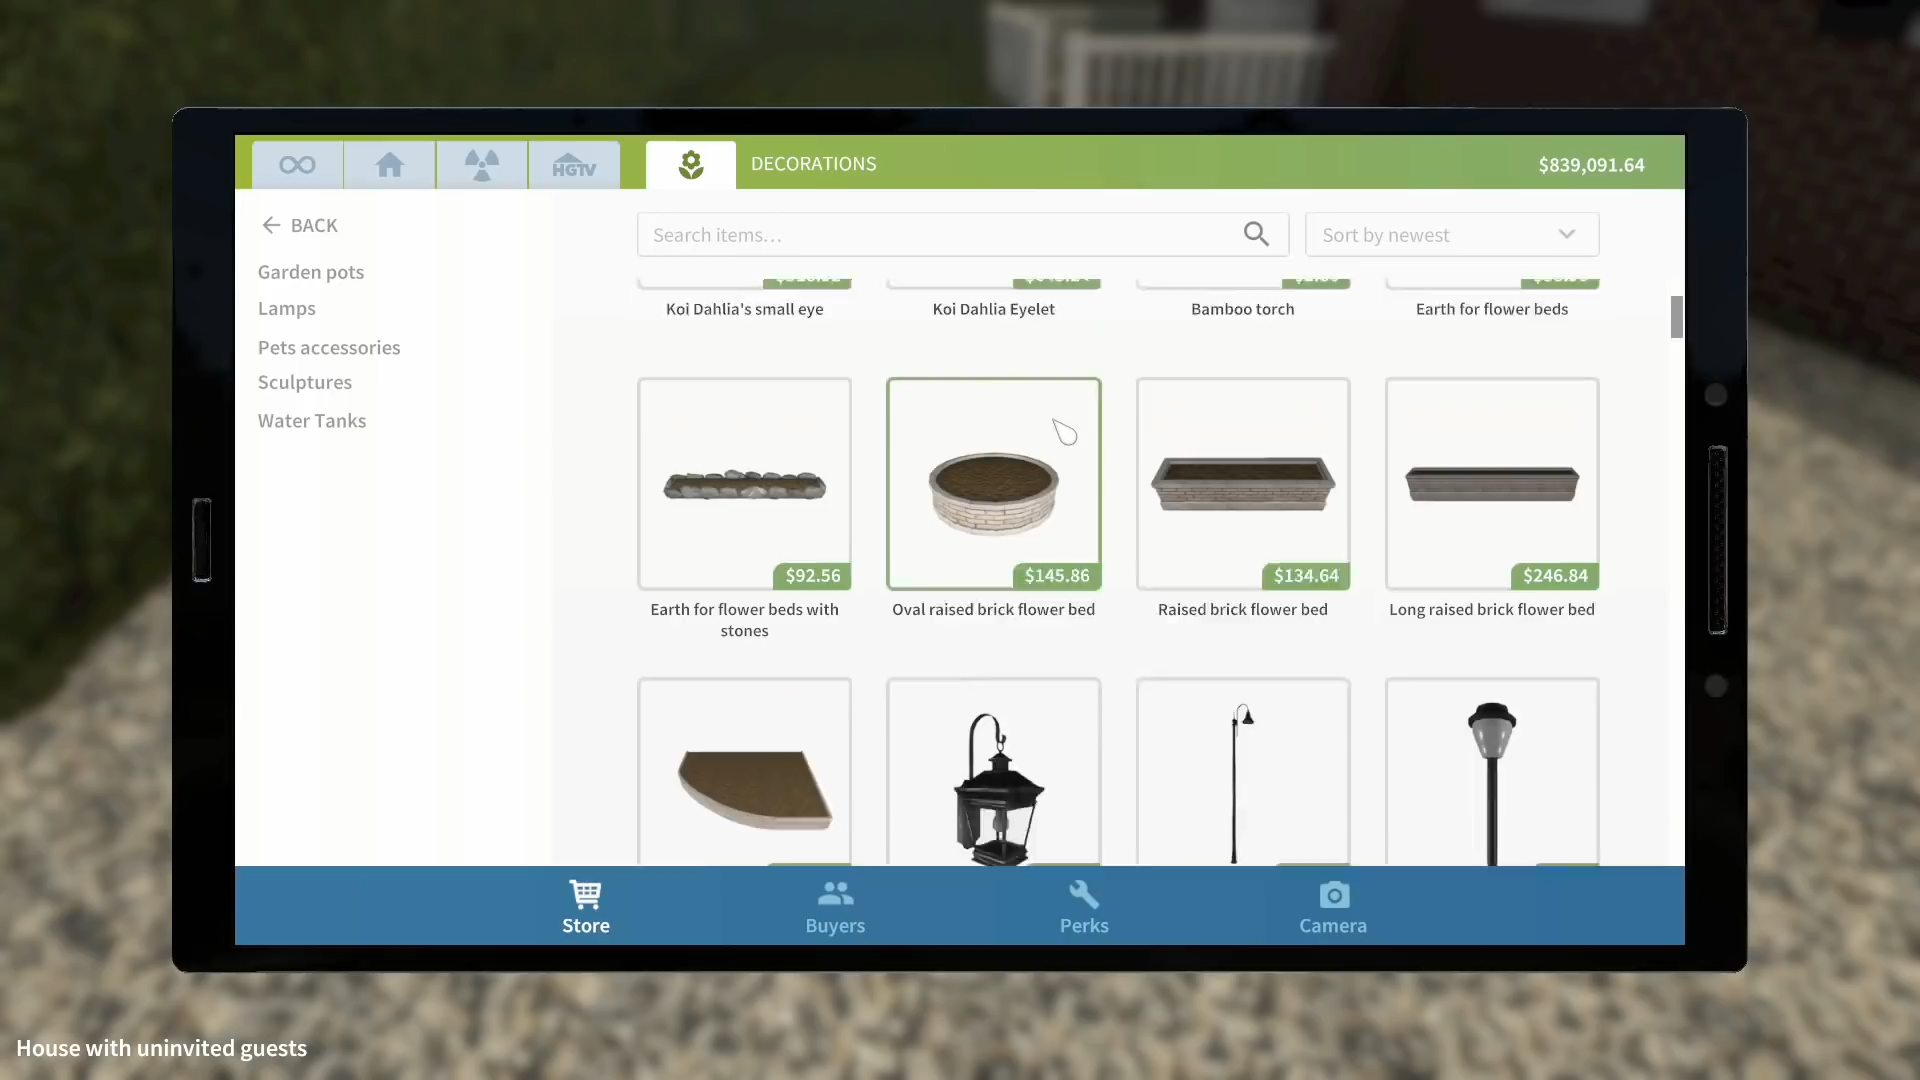 HGTV
DECORATIONS
$839,091.64
BACK
Search items...
Sort by newest
Garden pots
Lamps
Pets accessories
Sculptures
Water Tanks
Koi Dahlia's small eye
Koi Dahlia Eyelet
Bamboo torch
Earth for flower beds
$92.56
$145.86
$134.64
$246.84
Earth for flower beds with
stones
Oval raised brick flower bed
Raised brick flower bed
Long raised brick flower bed
Store
Buyers
Perks
Camera
House with uninvited guests